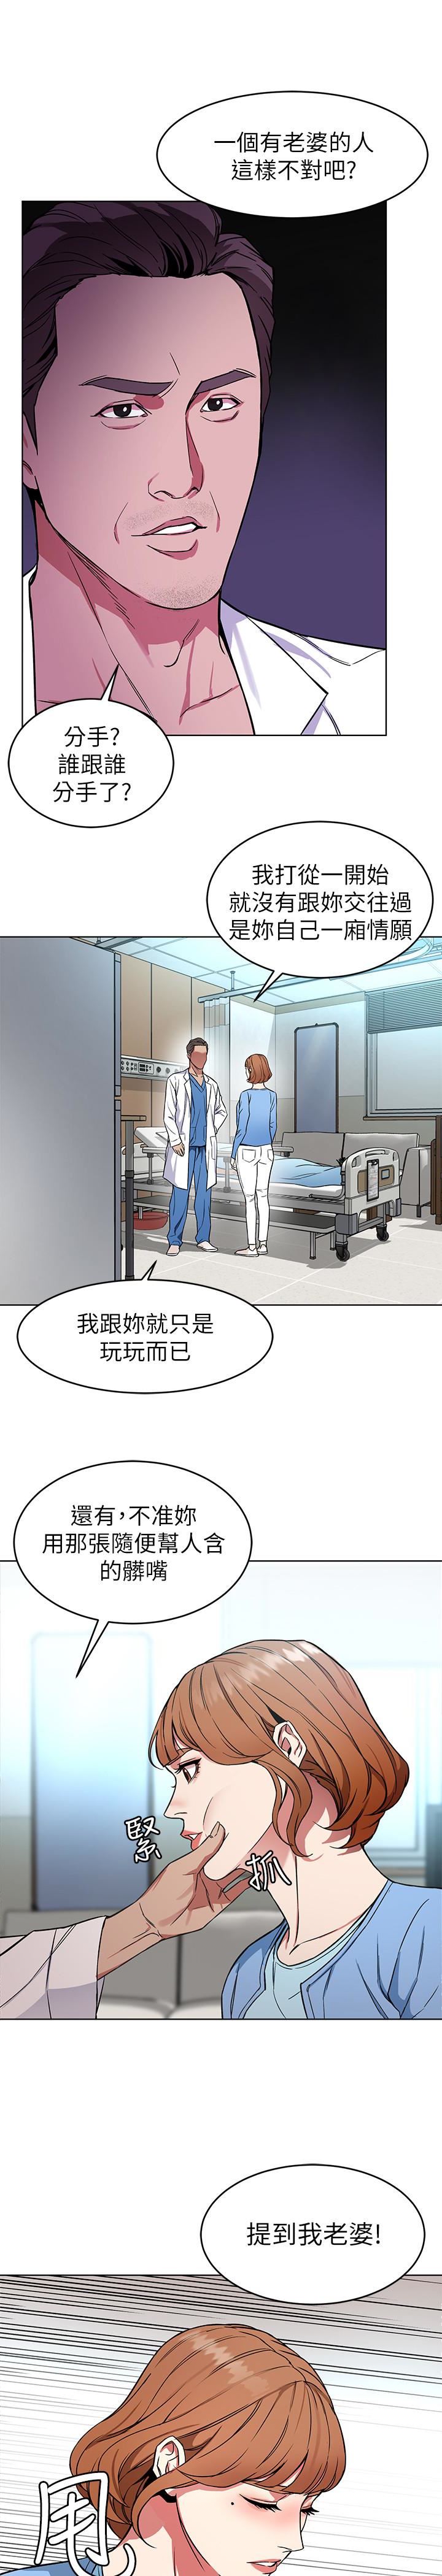 一個有老婆的人
這樣不對吧?
分手?
誰跟誰
分手了?
我打從一開始
就沒有跟妳交往過
是妳自己一廂情願
我跟妳就只是
玩玩而已
還有,不准妳
用那張隨便幫人含
的髒嘴
緊
抓
提到我老婆!
甩